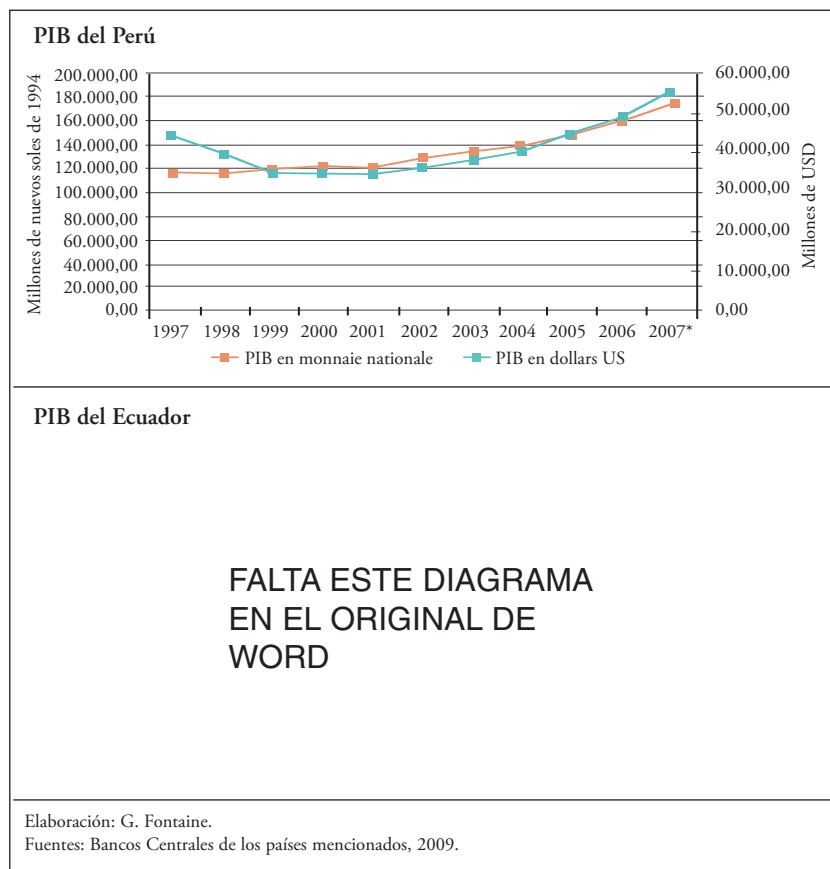 PIB del Perú
Millones de nuevos soles de 1994
200.000,00
180.000,00
160.000,00
140.000,00
120.000,00
100.000,00
80.000,00
60.000,00
40.000,00
20.000,00
0,00
60.000,00
50.000,00
40.000,00
30.000,00
20.000,00
10.000,00
0,00
Millones de USD
1997 1998 1999 2000 2001 2002 2003 2004 2005 2006 2007*
PIB en monnaie nationale PIB en dollars US
PIB del Ecuador
FALTA ESTE DIAGRAMA
EN EL ORIGINAL DE
WORD
Elaboración: G. Fontaine.
Fuentes: Bancos Centrales de los países mencionados, 2009.